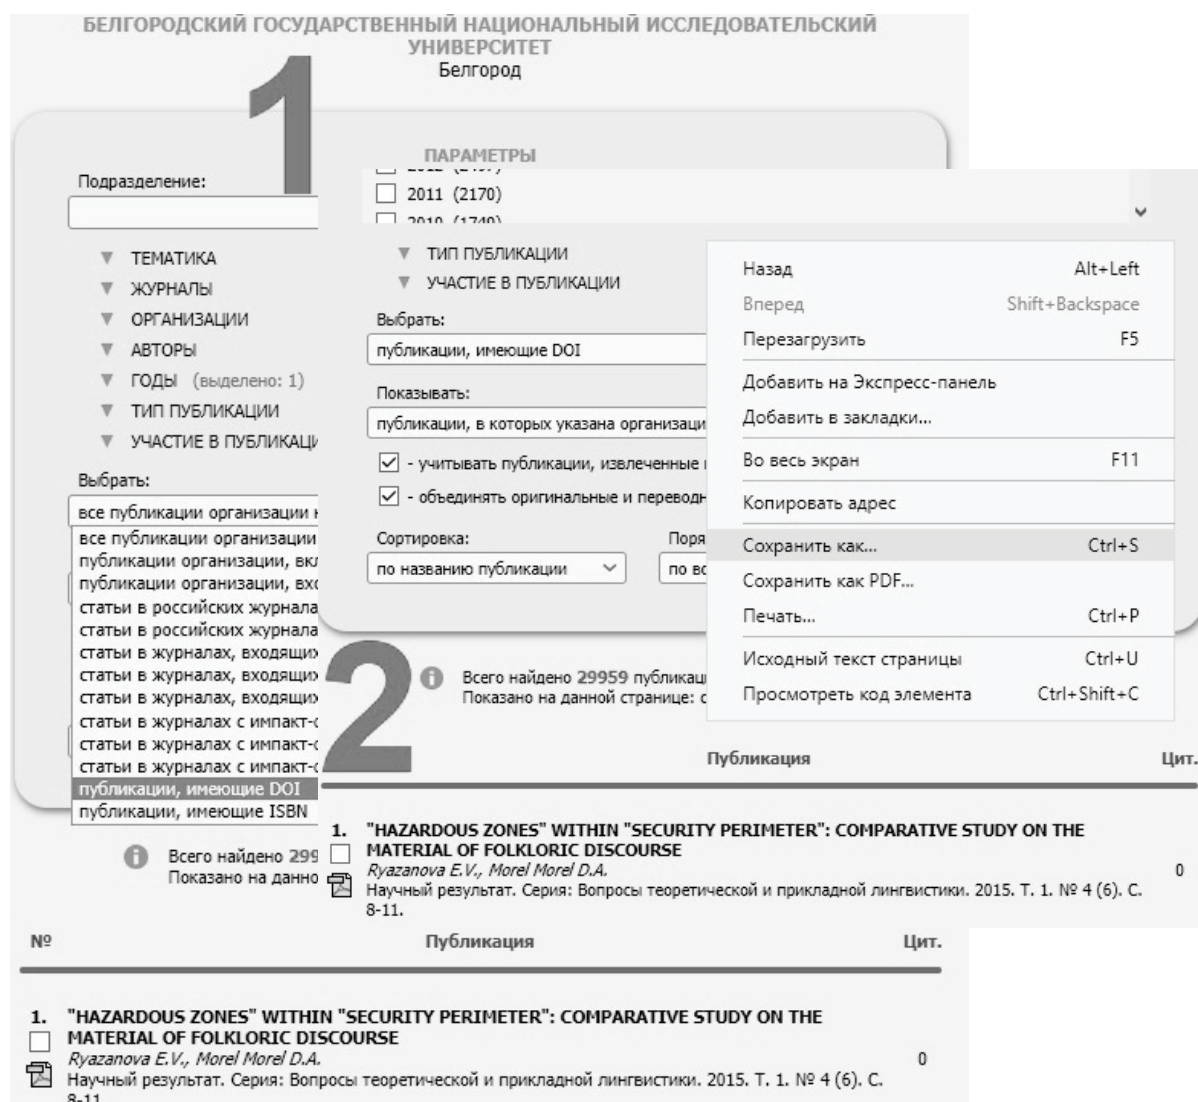 БЕЛГОРОДСКИЙ ГОСУДАРСТВЕННЫЙ НАЦИОНАЛЬНЫЙ ИССЛЕДОВАТЕЛЬСКИЙ
УНИВЕРСИТЕТ
Белгород
1
ПАРАМЕТРЫ
Подразделение:
ТЕМАТИКА
ЖУРНАЛЫ
ОРГАНИЗАЦИИ
АВТОРЫ
ГОДЫ (выделено: 1)
ТИП ПУБЛИКАЦИИ
УЧАСТИЕ В ПУБЛИКАЦИ
Выбрать:
все публикации организации
все публикации организации
публикации организации, вкл
публикации организации, вхо
статьи в российских журнала
статьи в российских журнала
статьи в журналах, входящих
статьи в журналах, входящих
статьи в журналах, входящих
статьи в журналах с импакт-
статьи в журналах с импакт-
статьи в журналах с импакт-
публикации, имеющие DOI
публикации, имеющие ISBN
Всего найдено 299
Показано на данно
2011 (2170)
2010 (1749)
ТИП ПУБЛИКАЦИИ
УЧАСТИЕ В ПУБЛИКАЦИИ
Выбрать:
публикации, имеющие DOI
Показывать:
публикации, в которых указана организаци
- учитывать публикации, извлеченные
- объединять оригинальные и переводн
Сортировка:
Поря
по названию публикации
по во
Назад Alt+Left
Вперед Shift+Backspace
Перезагрузить F5
Добавить на Экспресс-панель
Добавить в закладки...
Во весь экран F11
Копировать адрес
Сохранить как... Ctrl+S
Сохранить как PDF...
Печать... Ctrl+P
Исходный текст страницы Ctrl+U
Просмотреть код элемента Ctrl+Shift+C
2
Всего найдено 29959 публикац
Показано на данной странице: с
Публикация Цит.
1. "HAZARDOUS ZONES" WITHIN "SECURITY PERIMETER": COMPARATIVE STUDY ON THE
MATERIAL OF FOLKLORIC DISCOURSE
Ryazanova E.V., Morel Morel D.A. 0
Научный результат. Серия: Вопросы теоретической и прикладной лингвистики. 2015. Т. 1. № 4 (6). С.
8-11.
№ Публикация Цит.
1. "HAZARDOUS ZONES" WITHIN "SECURITY PERIMETER": COMPARATIVE STUDY ON THE
MATERIAL OF FOLKLORIC DISCOURSE
Ryazanova E.V., Morel Morel D.A. 0
Научный результат. Серия: Вопросы теоретической и прикладной лингвистики. 2015. Т. 1. № 4 (6). С.
8-11